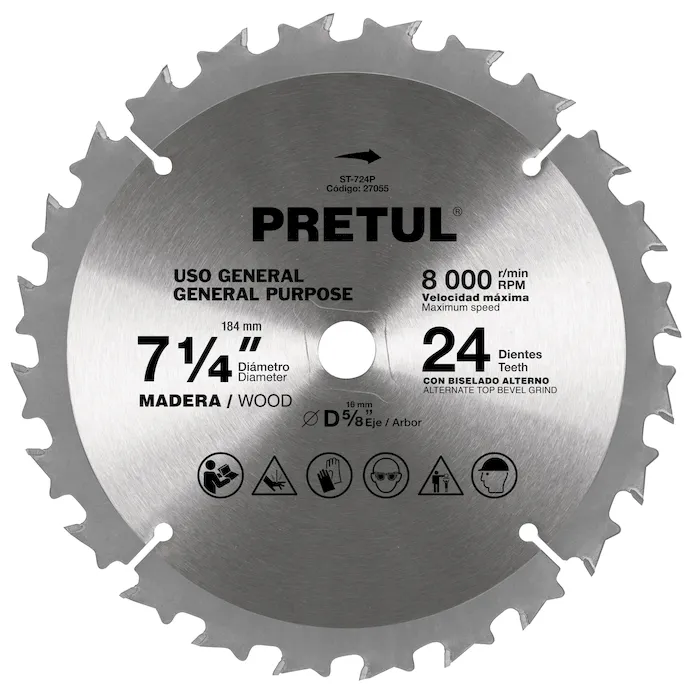 ST-724P
Código: 27055
PRETUL®
USO GENERAL
GENERAL PURPOSE
8 000 r/min
RPM
Velocidad máxima
Maximum speed
184 mm
7 1/4" Diámetro
Diameter
MADERA / WOOD
24 Dientes
Teeth
CON BISELADO ALTERNO
ALTERNATE TOP BEVEL GRIND
16 mm
D 5/8" Eje / Arbor